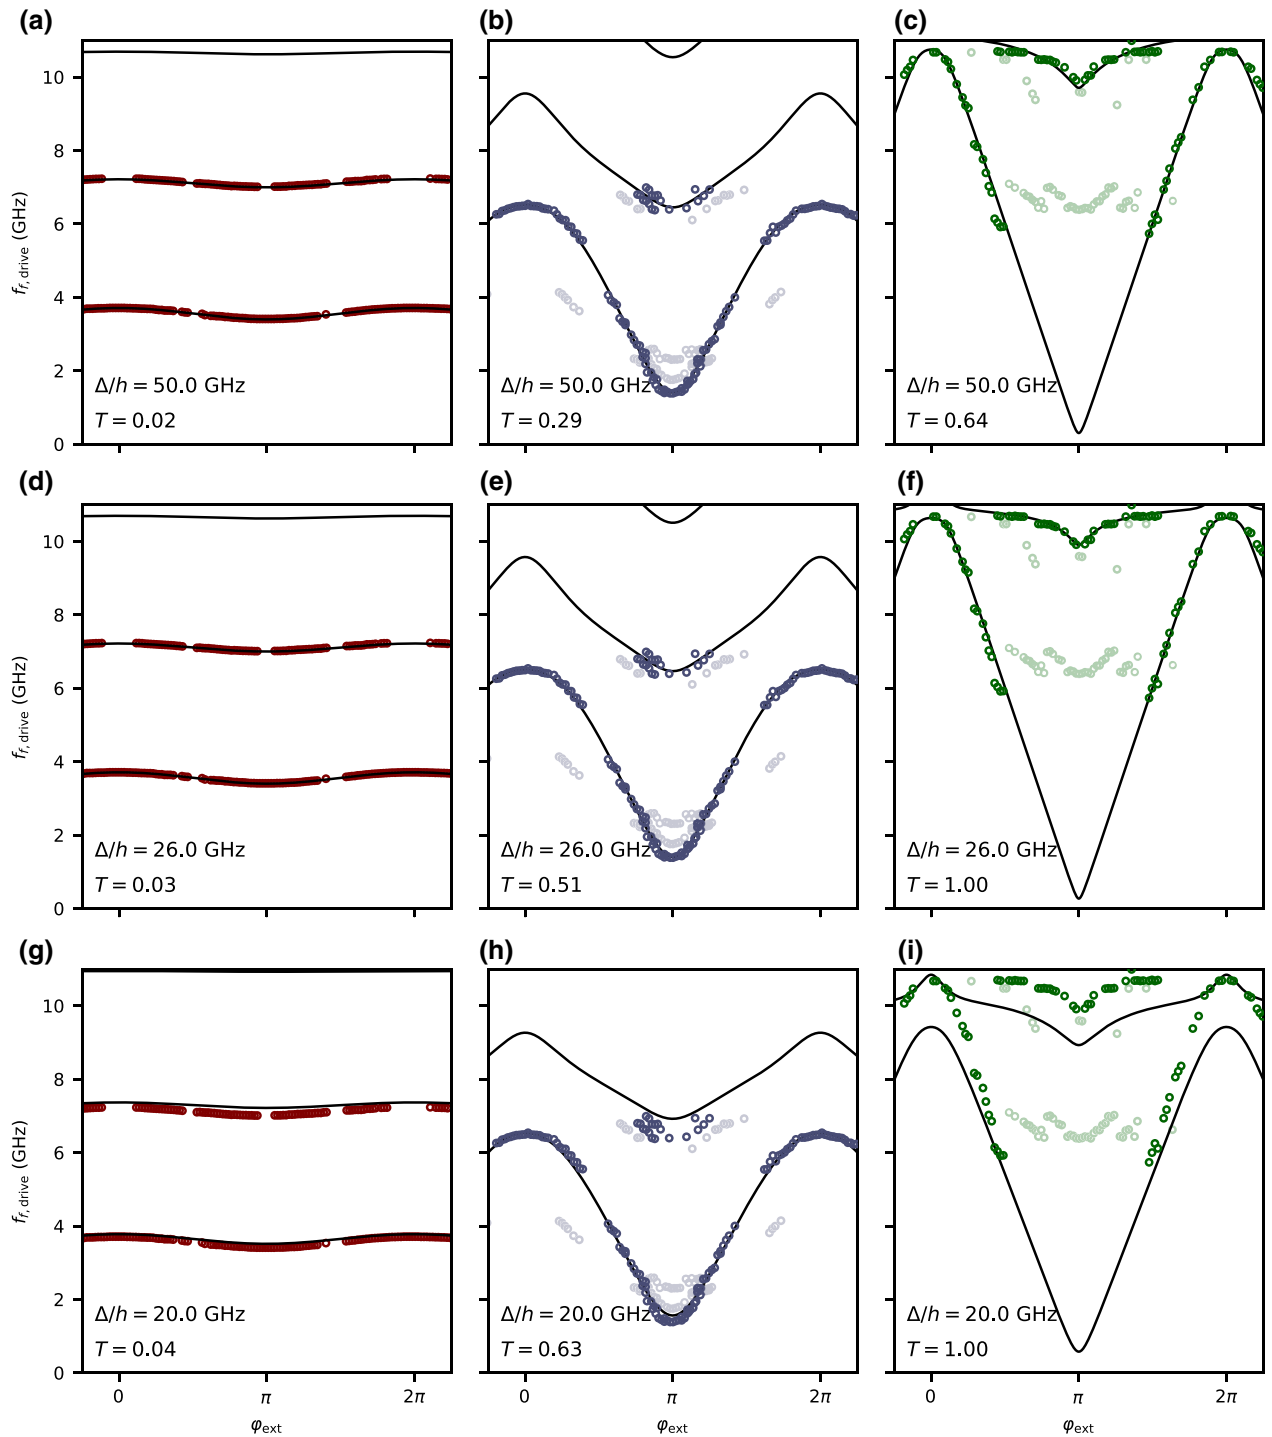 (a)
(b)
(c)
10
8
6
4
2
0
f_{f,drive} (GHz)
Δ/h = 50.0 GHz
T = 0.02
Δ/h = 50.0 GHz
T = 0.29
Δ/h = 50.0 GHz
T = 0.64
(d)
(e)
(f)
10
8
6
4
2
0
f_{f,drive} (GHz)
Δ/h = 26.0 GHz
T = 0.03
Δ/h = 26.0 GHz
T = 0.51
Δ/h = 26.0 GHz
T = 1.00
(g)
(h)
(i)
10
8
6
4
2
0
f_{f,drive} (GHz)
Δ/h = 20.0 GHz
T = 0.04
Δ/h = 20.0 GHz
T = 0.63
Δ/h = 20.0 GHz
T = 1.00
0 π 2π
0 π 2π
0 π 2π
φ_ext
φ_ext
φ_ext